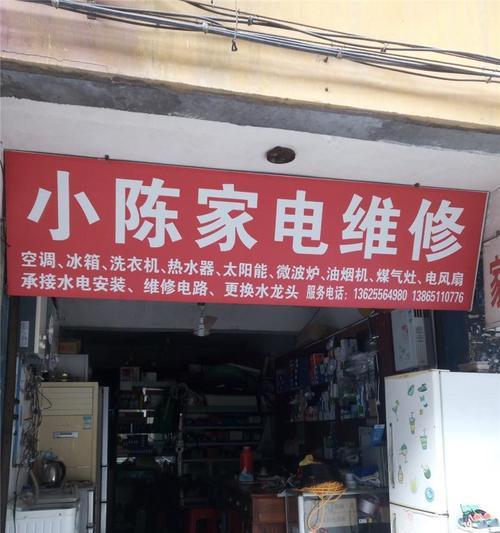 小陈家电维修
空调、冰箱、洗衣机、热水器、太阳能、微波炉、油烟机、煤气灶、电风扇
承接水电安装、维修电路、更换水龙头 服务电话：13625564980 13865110776